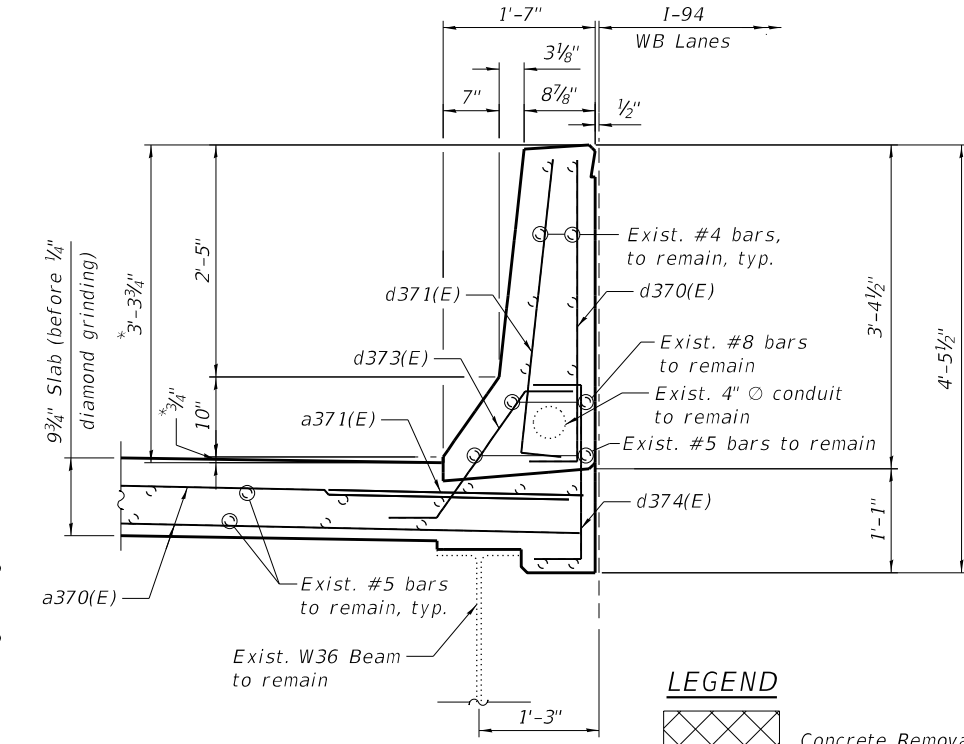 1'-7"
I-94
WB Lanes
3⅛"
7"
8⅞"
½"
9¾" Slab (before ¼"
diamond grinding)
*3'-3¾"
2'-5"
*¾"
10"
Exist. #4 bars,
to remain, typ.
d371(E)
d370(E)
d373(E)
Exist. #8 bars
to remain
Exist. 4" ∅ conduit
to remain
a371(E)
Exist. #5 bars to remain
3'-4½"
4'-5½"
d374(E)
1'-1"
a370(E)
Exist. #5 bars
to remain, typ.
Exist. W36 Beam
to remain
1'-3"
LEGEND
Concrete